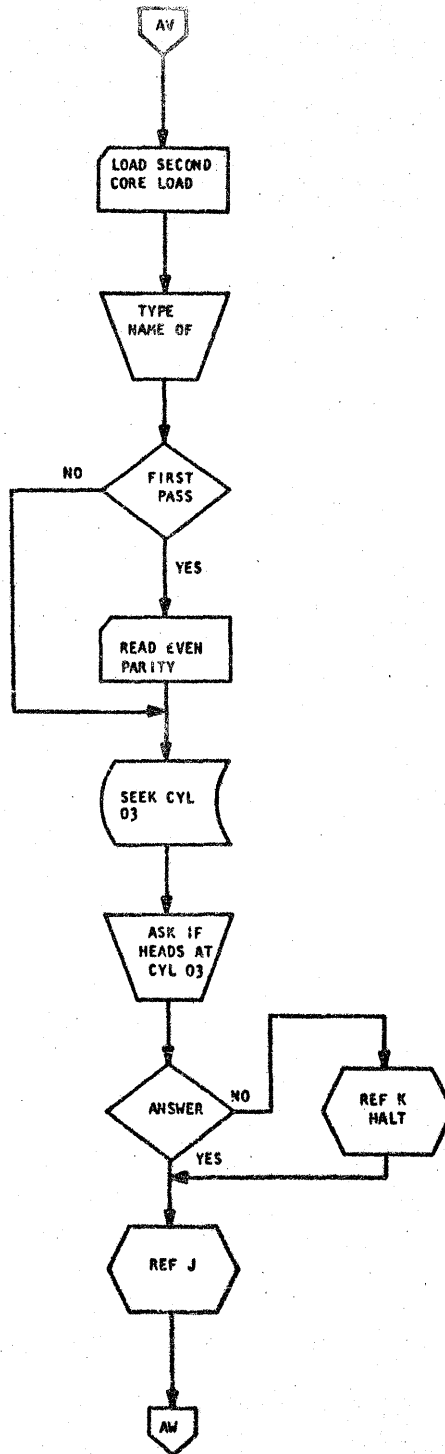 AV
LOAD SECOND
CORE LOAD
TYPE
NAME OF
FIRST
PASS
NO
YES
READ EVEN
PARITY
SEEK CYL
03
ASK IF
HEADS AT
CYL 03
ANSWER
NO
REF K
HALT
YES
REF J
AW